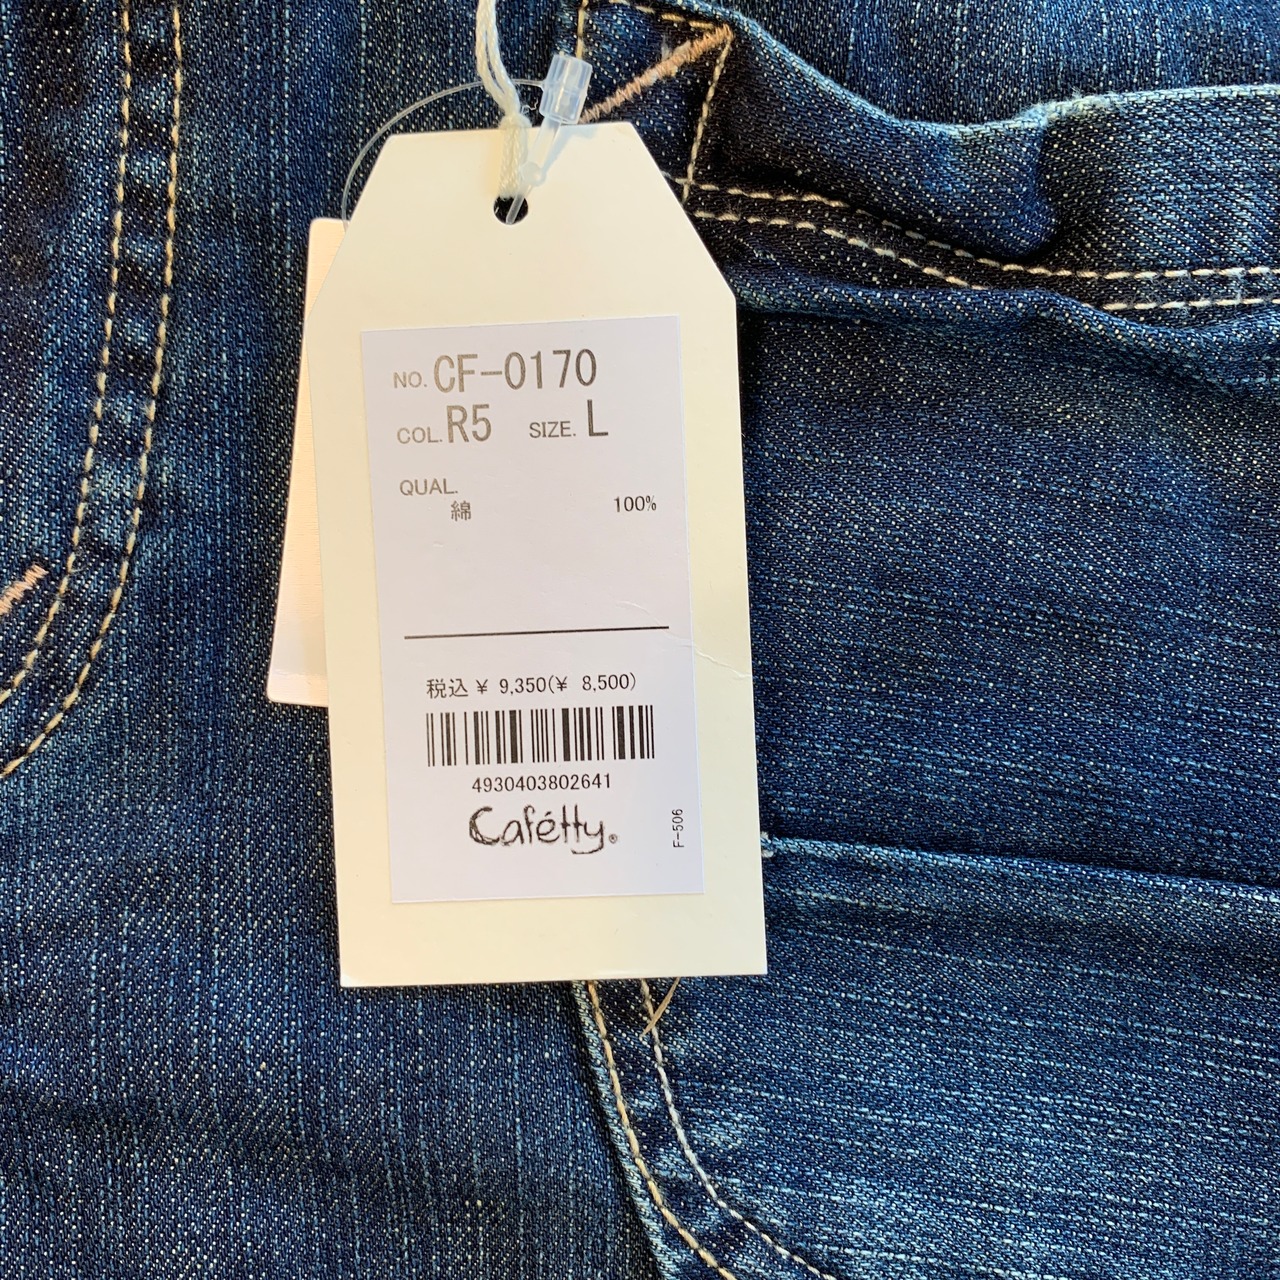 NO. CF-0170
COL. R5 SIZE. L
QUAL.
綿 100%
税込 ¥ 9,350(¥ 8,500)
4930403802641
Cafétty®
F-506